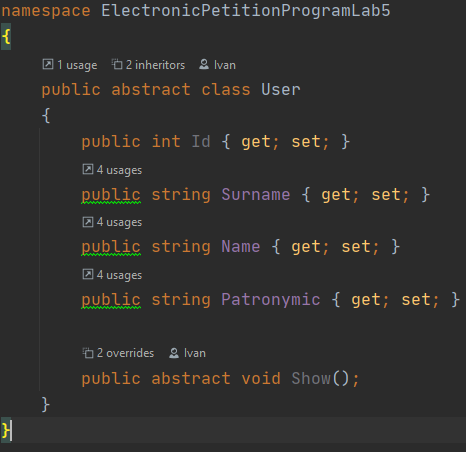 namespace ElectronicPetitionProgramLab5
{
1 usage 2 inheritors Ivan
public abstract class User
{
public int Id { get; set; }
4 usages
public string Surname { get; set; }
4 usages
public string Name { get; set; }
4 usages
public string Patronymic { get; set; }
2 overrides Ivan
public abstract void Show();
}
}